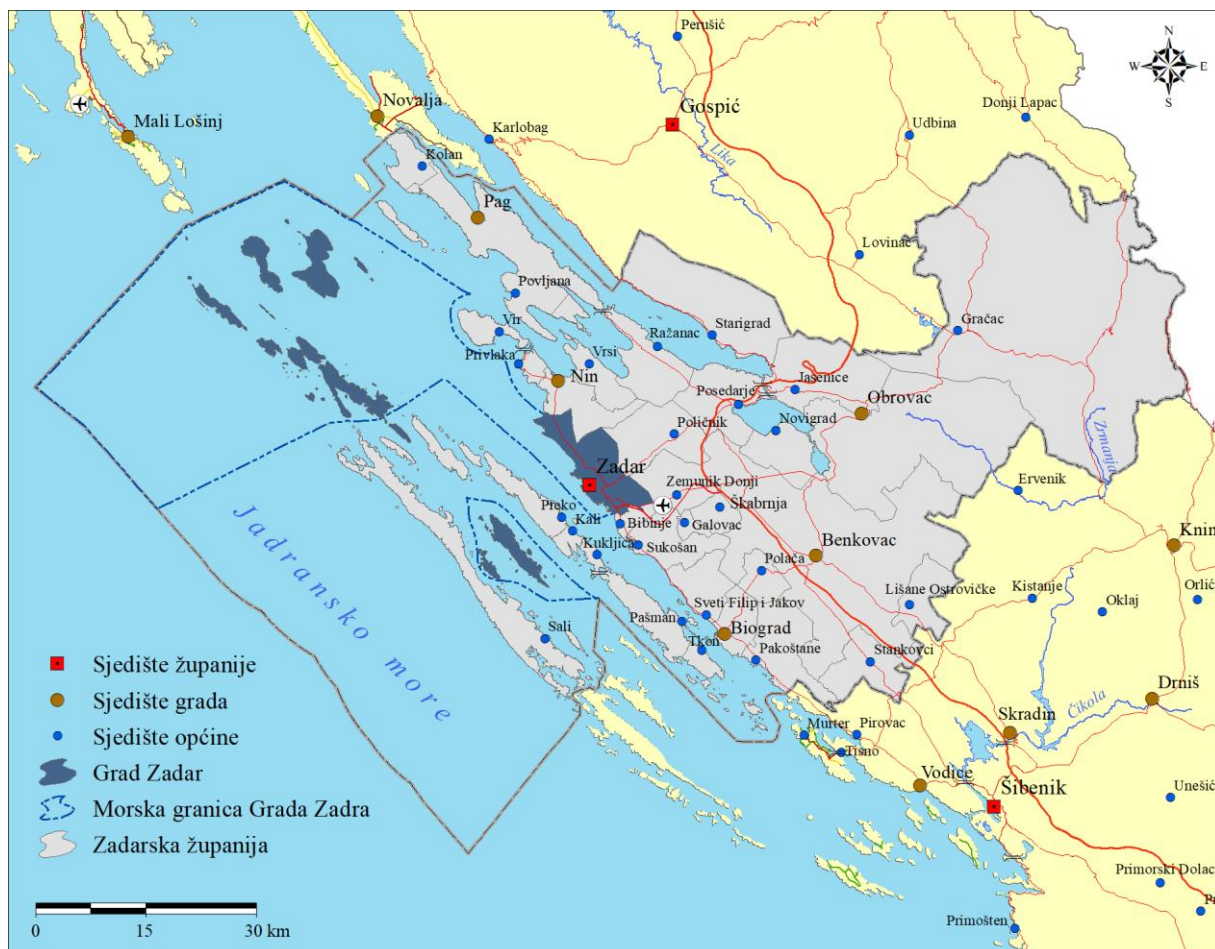 Perušić
N
W
E
S
Novalja
Mali Lošinj
Gospić
Donji Lapac
Udbina
Karlobag
Lika
Kolan
Pag
Lovinac
Povljana
Vir
Privlaka
Vrsi
Ražanac
Starigrad
Gračac
Nin
Posedarje
Jasenice
Obrovac
Poličnik
Novigrad
Zrmanja
Zadar
Zemunik Donji
Ervenik
Škabrnja
Preko
Kali
Bibinje
Galovac
Kukljica
Sukošan
Benkovac
Knin
Polača
Lišane Ostrovičke
Kistanje
Orlić
Oklaj
Jadransko more
Sveti Filip i Jakov
Pašman
Biograd
Sali
Tkon
Pakoštane
Stankovci
Drniš
Čikola
Skradin
Murter
Pirovac
Tisno
Vodice
Šibenik
Unešić
Primorski Dolac
Primošten
Sjedište županije
Sjedište grada
Sjedište općine
Grad Zadar
Morska granica Grada Zadra
Zadarska županija
0
15
30 km